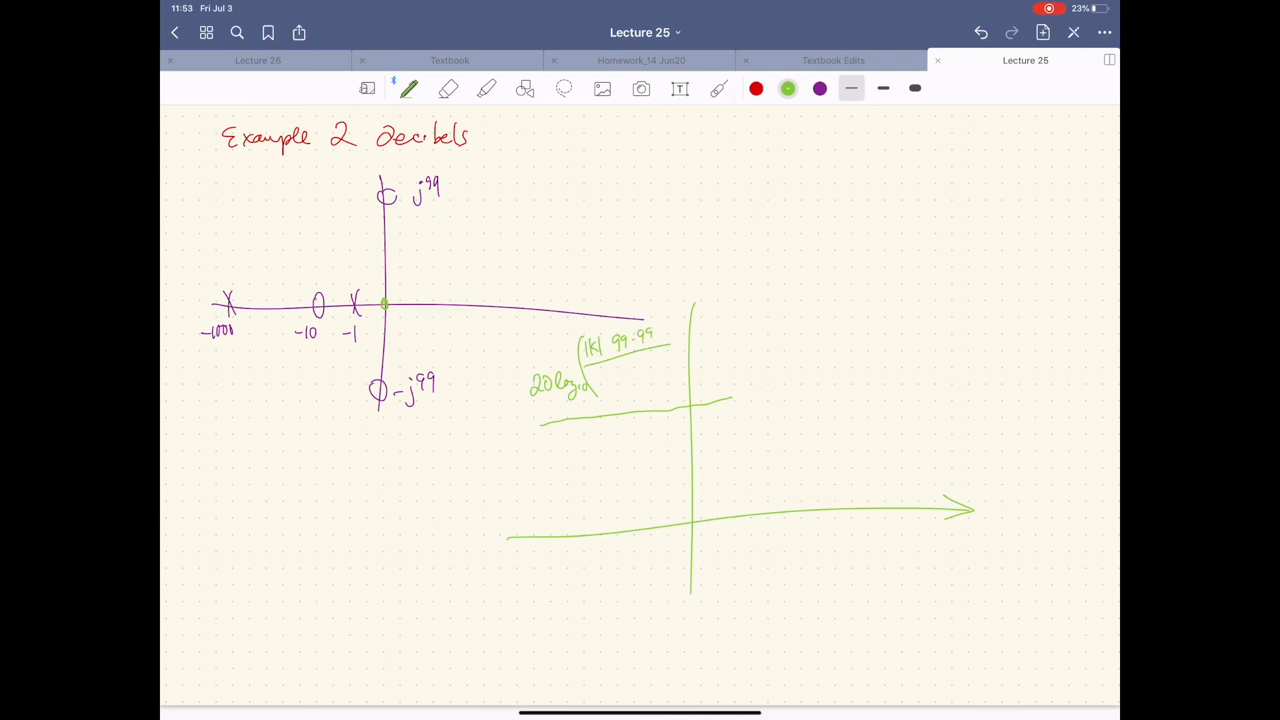 11:53 Fri Jul 3
23%
Lecture 25
Lecture 26
Textbook
Homework_14 Jun20
Textbook Edits
Lecture 25
Example 2 Decibels
j99
-1000 -10 -1
-j99
|K| 99·99
20log10